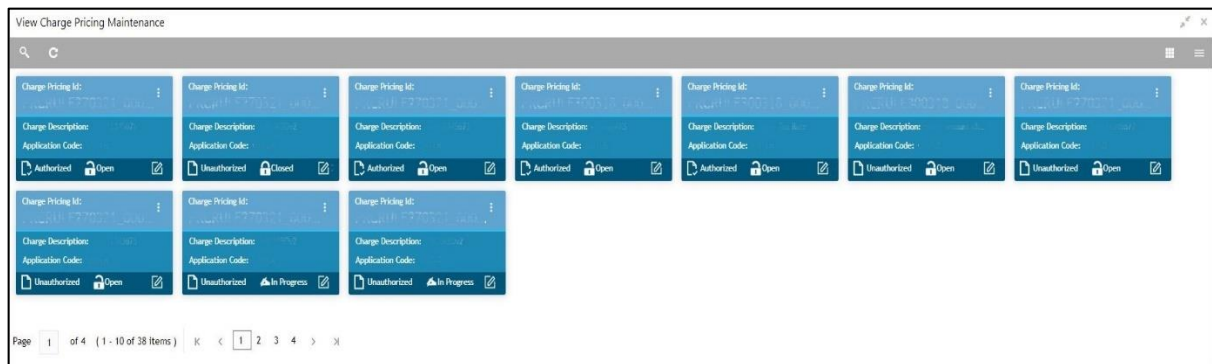 View Charge Pricing Maintenance
Charge Pricing Id: Charge Pricing Id: Charge Pricing Id: Charge Pricing Id: Charge Pricing Id: Charge Pricing Id: Charge Pricing Id:
Charge Description: Charge Description: Charge Description: Charge Description: Charge Description: Charge Description: Charge Description:
Application Code: Application Code: Application Code: Application Code: Application Code: Application Code: Application Code:
Authorized Open Unauthorized Closed Authorized Open Authorized Open Authorized Open Unauthorized Open Unauthorized Open
Charge Pricing Id: Charge Pricing Id: Charge Pricing Id:
Charge Description: Charge Description: Charge Description:
Application Code: Application Code: Application Code:
Unauthorized Open Unauthorized In Progress Unauthorized In Progress
Page 1 of 4 ( 1 - 10 of 38 items ) 1 2 3 4